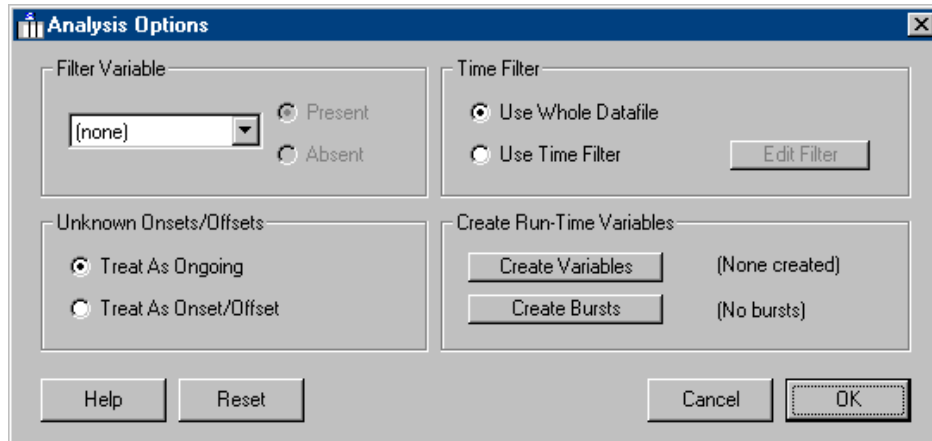 Analysis Options
Filter Variable
(none)
Present
Absent
Time Filter
Use Whole Datafile
Use Time Filter
Edit Filter
Unknown Onsets/Offsets
Treat As Ongoing
Treat As Onset/Offset
Create Run-Time Variables
Create Variables
(None created)
Create Bursts
(No bursts)
Help
Reset
Cancel
OK